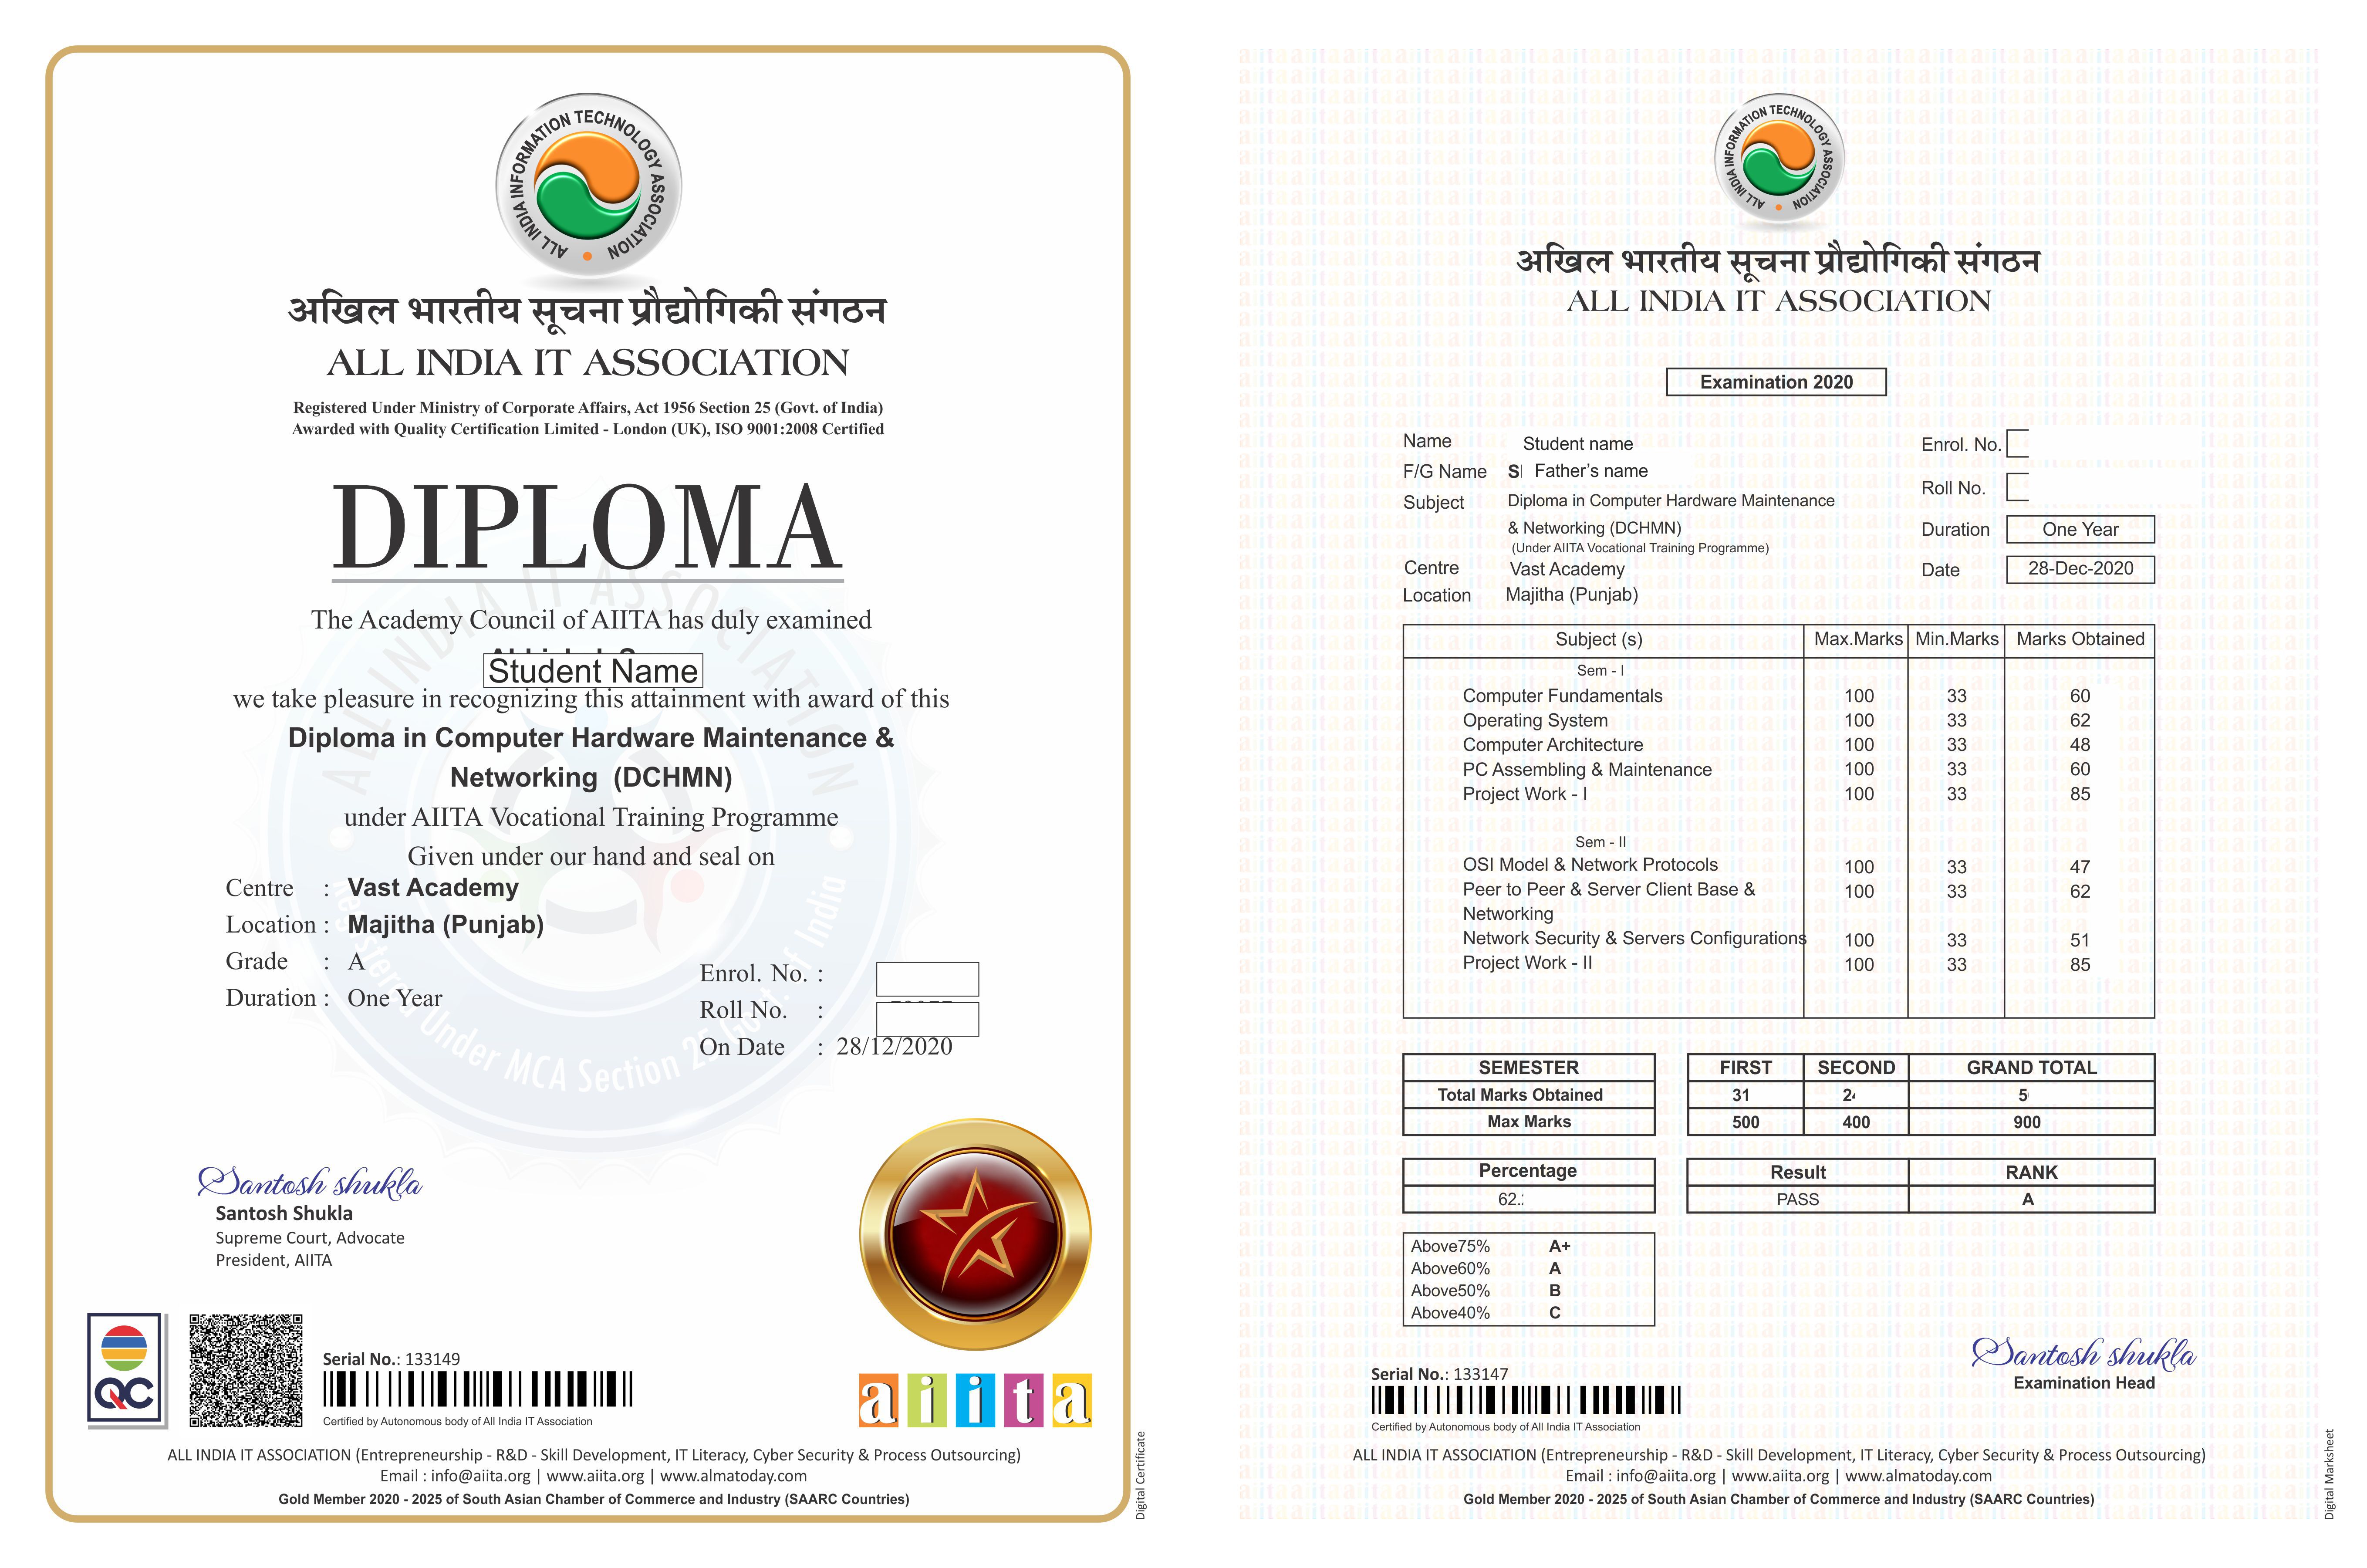 ALL INDIA INFORMATION TECHNOLOGY ASSOCIATION
अखिल भारतीय सूचना प्रौद्योगिकी संगठन
ALL INDIA IT ASSOCIATION
Registered Under Ministry of Corporate Affairs, Act 1956 Section 25 (Govt. of India)
Awarded with Quality Certification Limited - London (UK), ISO 9001:2008 Certified
DIPLOMA
The Academy Council of AIITA has duly examined
Student Name
we take pleasure in recognizing this attainment with award of this
Diploma in Computer Hardware Maintenance &
Networking (DCHMN)
under AIITA Vocational Training Programme
Given under our hand and seal on
Centre : Vast Academy
Location : Majitha (Punjab)
Grade : A
Duration : One Year
Enrol. No. :
Roll No. :
On Date : 28/12/2020
ALL INDIA IT ASSOCIATION
Under MCA Section 25 Govt. of India
Santosh shukla
Santosh Shukla
Supreme Court, Advocate
President, AIITA
QC
Serial No.: 133149
Certified by Autonomous body of All India IT Association
aiita
ALL INDIA IT ASSOCIATION (Entrepreneurship - R&D - Skill Development, IT Literacy, Cyber Security & Process Outsourcing)
Email : info@aiita.org | www.aiita.org | www.almatoday.com
Gold Member 2020 - 2025 of South Asian Chamber of Commerce and Industry (SAARC Countries)
Digital Certificate
ALL INDIA INFORMATION TECHNOLOGY ASSOCIATION
अखिल भारतीय सूचना प्रौद्योगिकी संगठन
ALL INDIA IT ASSOCIATION
Examination 2020
Name Student name
F/G Name S Father's name
Subject Diploma in Computer Hardware Maintenance
& Networking (DCHMN)
(Under AIITA Vocational Training Programme)
Centre Vast Academy
Location Majitha (Punjab)
Enrol. No.
Roll No.
Duration One Year
Date 28-Dec-2020
Subject (s) Max.Marks Min.Marks Marks Obtained
Sem - I
Computer Fundamentals 100 33 60
Operating System 100 33 62
Computer Architecture 100 33 48
PC Assembling & Maintenance 100 33 60
Project Work - I 100 33 85
Sem - II
OSI Model & Network Protocols 100 33 47
Peer to Peer & Server Client Base & 100 33 62
Networking
Network Security & Servers Configurations 100 33 51
Project Work - II 100 33 85
SEMESTER FIRST SECOND GRAND TOTAL
Total Marks Obtained 31 2 5
Max Marks 500 400 900
Percentage Result RANK
62. PASS A
Above75% A+
Above60% A
Above50% B
Above40% C
Santosh shukla
Examination Head
Serial No.: 133147
Certified by Autonomous body of All India IT Association
ALL INDIA IT ASSOCIATION (Entrepreneurship - R&D - Skill Development, IT Literacy, Cyber Security & Process Outsourcing)
Email : info@aiita.org | www.aiita.org | www.almatoday.com
Gold Member 2020 - 2025 of South Asian Chamber of Commerce and Industry (SAARC Countries)
Digital Marksheet